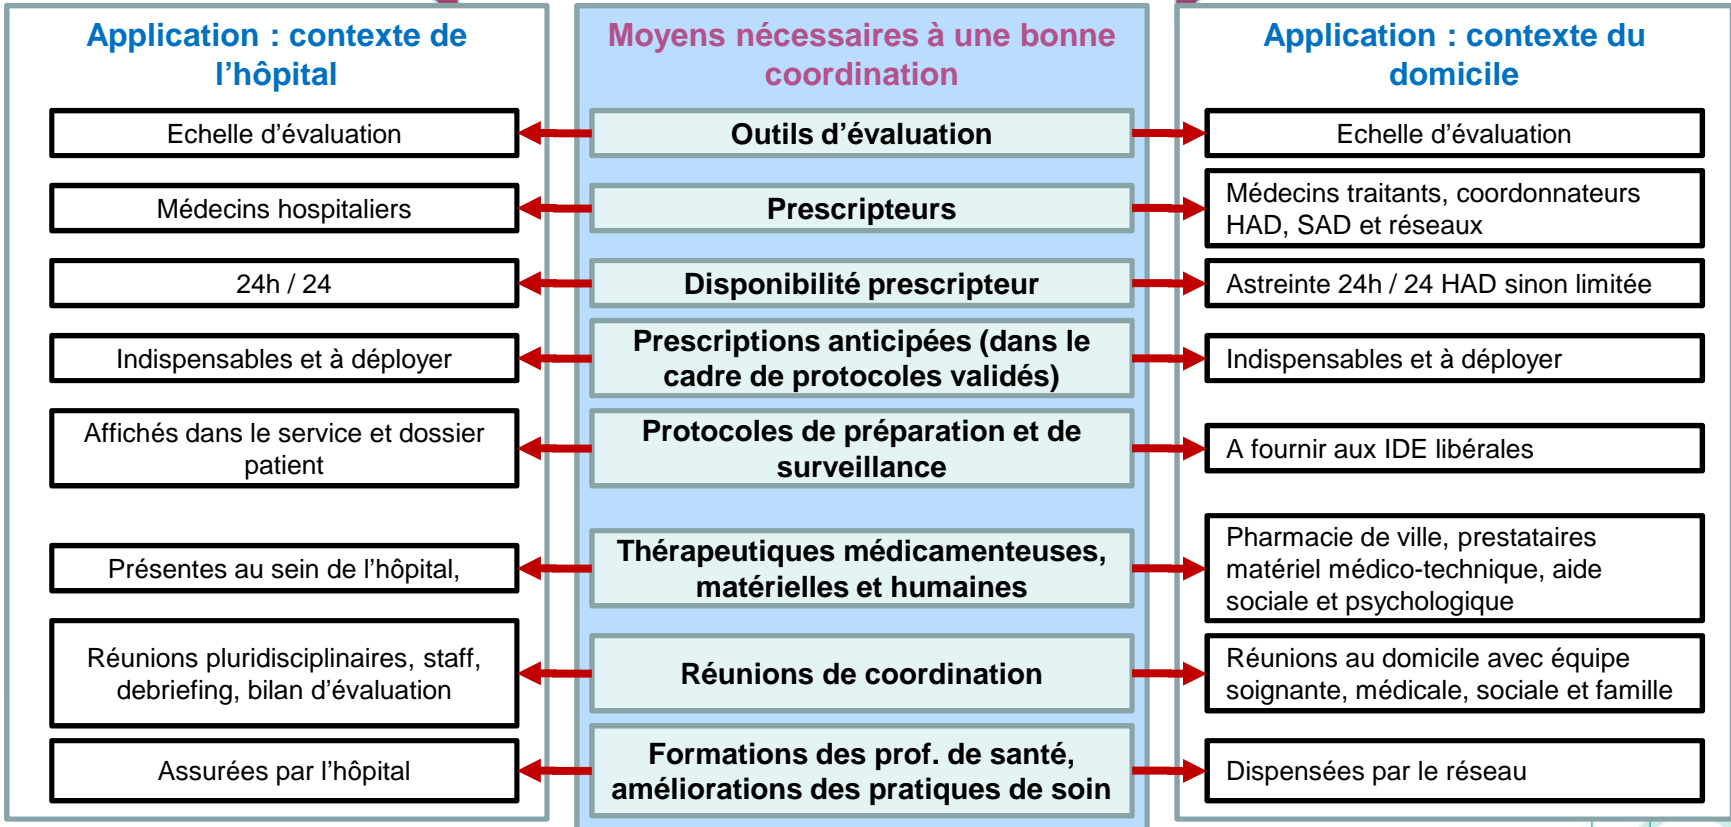 Application : contexte de
l'hôpital
Moyens nécessaires à une bonne
coordination
Application : contexte du
domicile
Echelle d'évaluation
Outils d'évaluation
Echelle d'évaluation
Médecins hospitaliers
Prescripteurs
Médecins traitants, coordonnateurs
HAD, SAD et réseaux
24h / 24
Disponibilité prescripteur
Astreinte 24h / 24 HAD sinon limitée
Indispensables et à déployer
Prescriptions anticipées (dans le
cadre de protocoles validés)
Indispensables et à déployer
Affichés dans le service et dossier
patient
Protocoles de préparation et de
surveillance
A fournir aux IDE libérales
Présentes au sein de l'hôpital,
Thérapeutiques médicamenteuses,
matérielles et humaines
Pharmacie de ville, prestataires
matériel médico-technique, aide
sociale et psychologique
Réunions pluridisciplinaires, staff,
debriefing, bilan d'évaluation
Réunions de coordination
Réunions au domicile avec équipe
soignante, médicale, sociale et famille
Assurées par l'hôpital
Formations des prof. de santé,
améliorations des pratiques de soin
Dispensées par le réseau